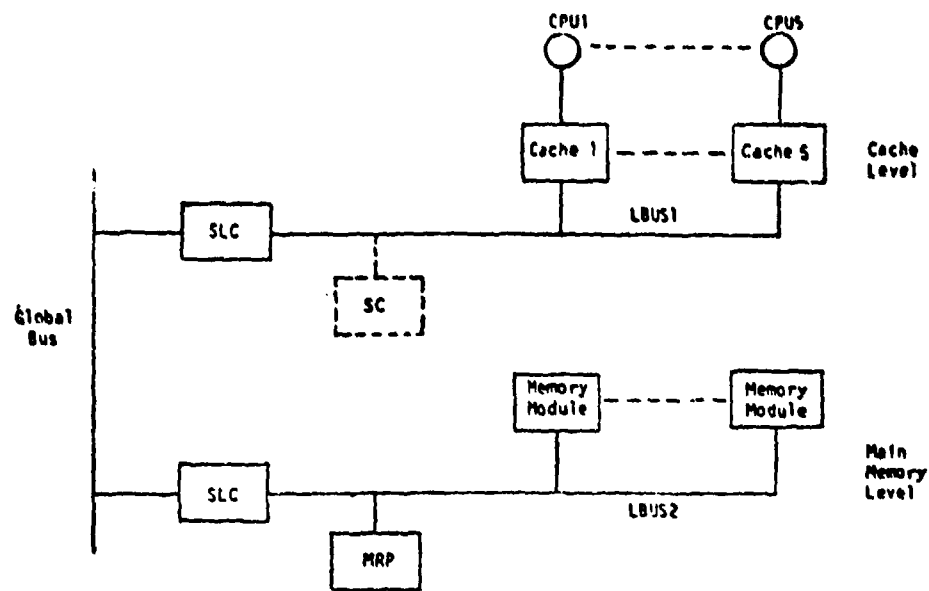 CPU1
CPU5
Cache 1
Cache 5
Cache
Level
LBUS1
SLC
SC
Global
Bus
Memory
Module
Memory
Module
Main
Memory
Level
SLC
LBUS2
MRP